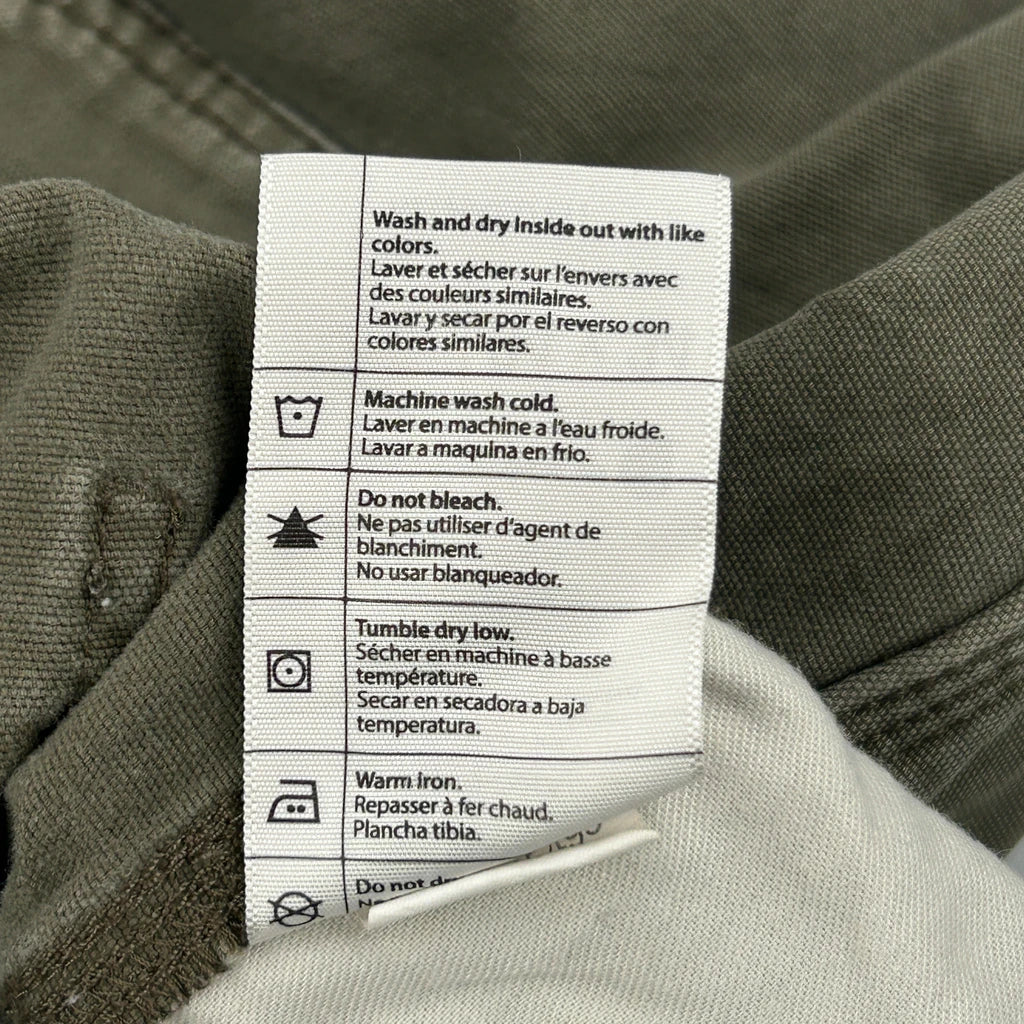 Wash and dry inside out with like
colors.
Laver et sécher sur l'envers avec
des couleurs similaires.
Lavar y secar por el reverso con
colores similares.
Machine wash cold.
Laver en machine a l'eau froide.
Lavar a maquina en frio.
Do not bleach.
Ne pas utiliser d'agent de
blanchiment.
No usar blanqueador.
Tumble dry low.
Sécher en machine à basse
température.
Secar en secadora a baja
temperatura.
Warm iron.
Repasser à fer chaud.
Plancha tibia.
Do not